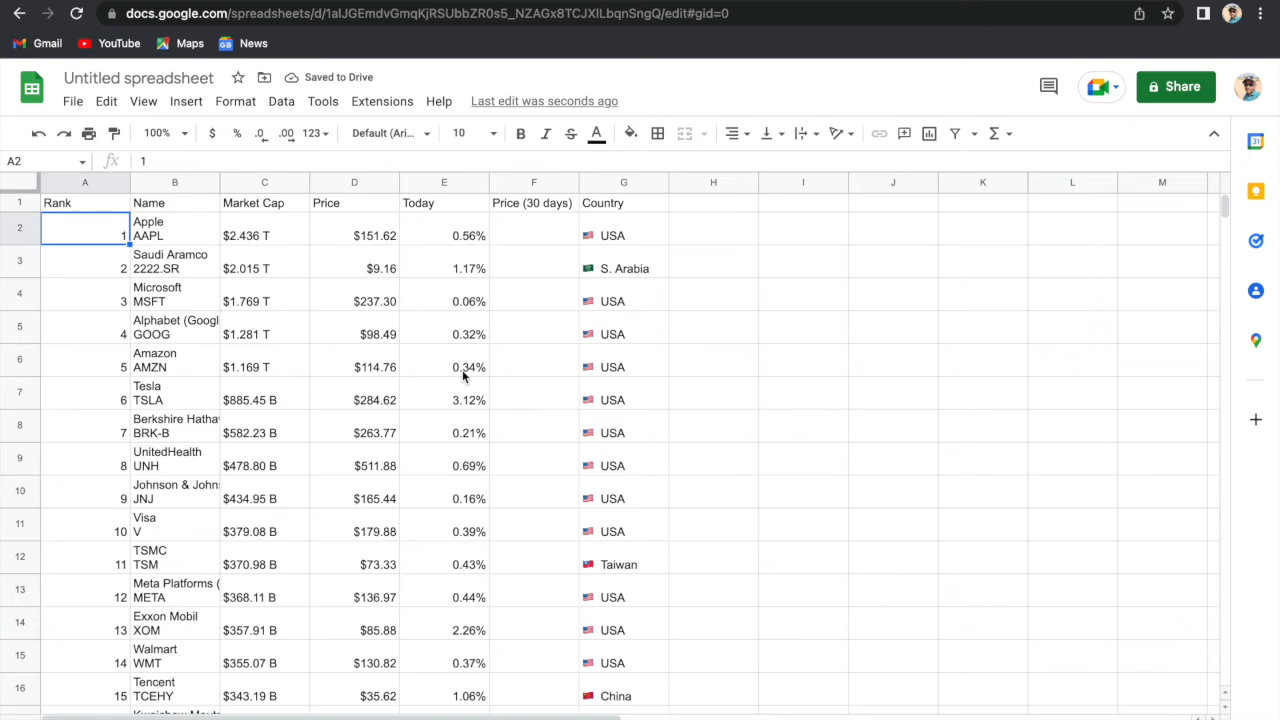 docs.google.com/spreadsheets/d/1alJGEmdvGmqKjRSUbbZR0s5_NZAGx8TCJXILbqnSngQ/edit#gid=0
Gmail YouTube Maps News
Untitled spreadsheet Saved to Drive
File Edit View Insert Format Data Tools Extensions Help Last edit was seconds ago
Share
100% $ % .0 .00 123 Default (Ari... 10 B I S A
A2 fx 1
A B C D E F G H I J K L M
1 Rank Name Market Cap Price Today Price (30 days) Country
Apple
2 1 AAPL $2.436 T $151.62 0.56% USA
Saudi Aramco
3 2 2222.SR $2.015 T $9.16 1.17% S. Arabia
Microsoft
4 3 MSFT $1.769 T $237.30 0.06% USA
Alphabet (Googl
5 4 GOOG $1.281 T $98.49 0.32% USA
Amazon
6 5 AMZN $1.169 T $114.76 0.34% USA
Tesla
7 6 TSLA $885.45 B $284.62 3.12% USA
Berkshire Hatha
8 7 BRK-B $582.23 B $263.77 0.21% USA
UnitedHealth
9 8 UNH $478.80 B $511.88 0.69% USA
Johnson & John
10 9 JNJ $434.95 B $165.44 0.16% USA
Visa
11 10 V $379.08 B $179.88 0.39% USA
TSMC
12 11 TSM $370.98 B $73.33 0.43% Taiwan
Meta Platforms (
13 12 META $368.11 B $136.97 0.44% USA
Exxon Mobil
14 13 XOM $357.91 B $85.88 2.26% USA
Walmart
15 14 WMT $355.07 B $130.82 0.37% USA
Tencent
16 15 TCEHY $343.19 B $35.62 1.06% China